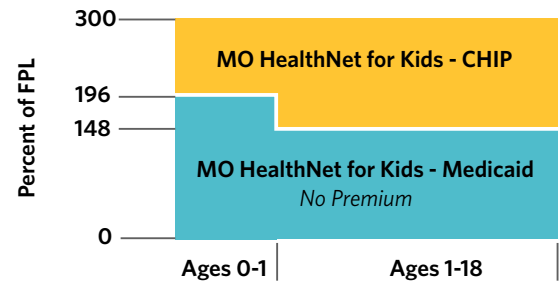 300
MO HealthNet for Kids - CHIP
196
148
Percent of FPL
MO HealthNet for Kids - Medicaid
No Premium
0
Ages 0-1
Ages 1-18